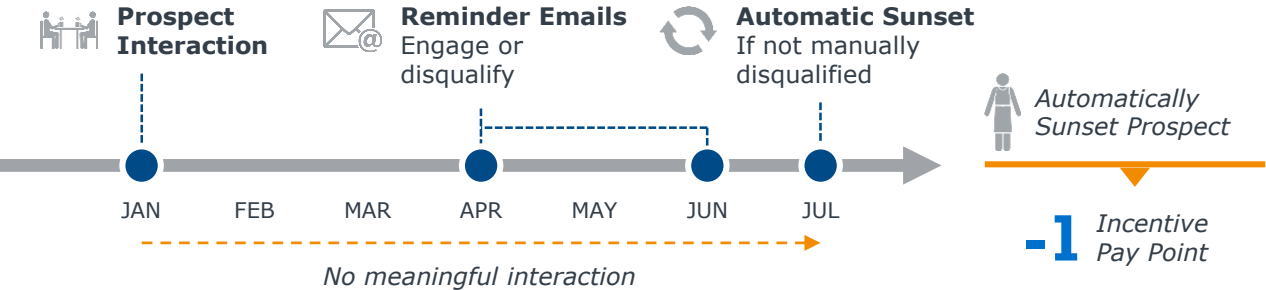 Prospect
Interaction
Reminder Emails
Engage or
disqualify
@
Automatic Sunset
If not manually
disqualified
Automatically
Sunset Prospect
JAN FEB MAR APR MAY JUN JUL
No meaningful interaction
-1
Incentive
Pay Point